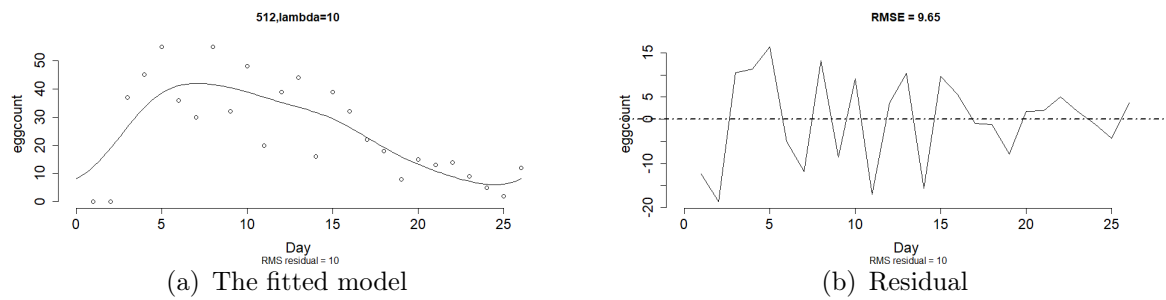 512,lambda=10
eggcount
50
40
30
20
10
0
0 5 10 15 20 25
Day
RMS residual = 10
(a) The fitted model
RMSE = 9.65
eggcount
15
5
0
-10
-20
0 5 10 15 20 25
Day
RMS residual = 10
(b) Residual